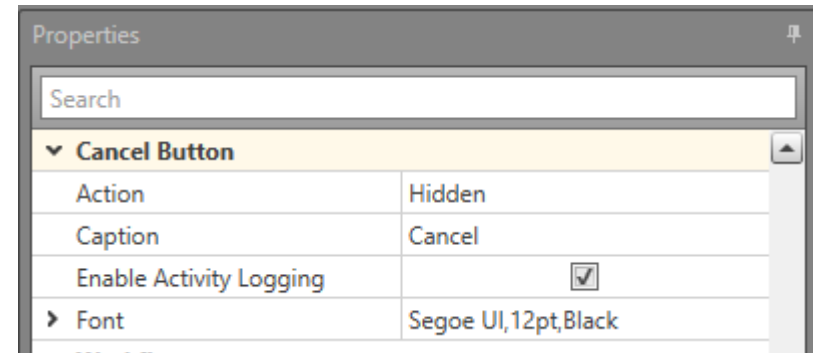 Properties
Search
Cancel Button
Action Hidden
Caption Cancel
Enable Activity Logging
Font Segoe UI,12pt,Black